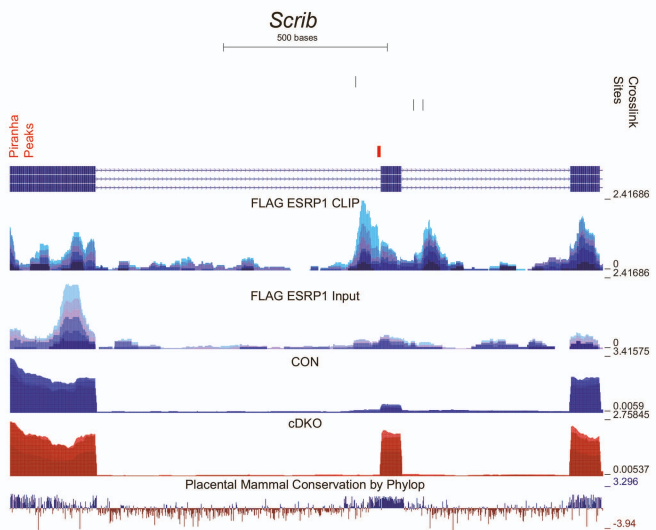 Scrib
500 bases
Crosslink
Sites
Piranha
Peaks
2.41686
FLAG ESRP1 CLIP
0
2.41686
FLAG ESRP1 Input
0
3.41575
CON
0.0059
2.75845
cDKO
0.00537
Placental Mammal Conservation by Phylop
3.296
-3.94